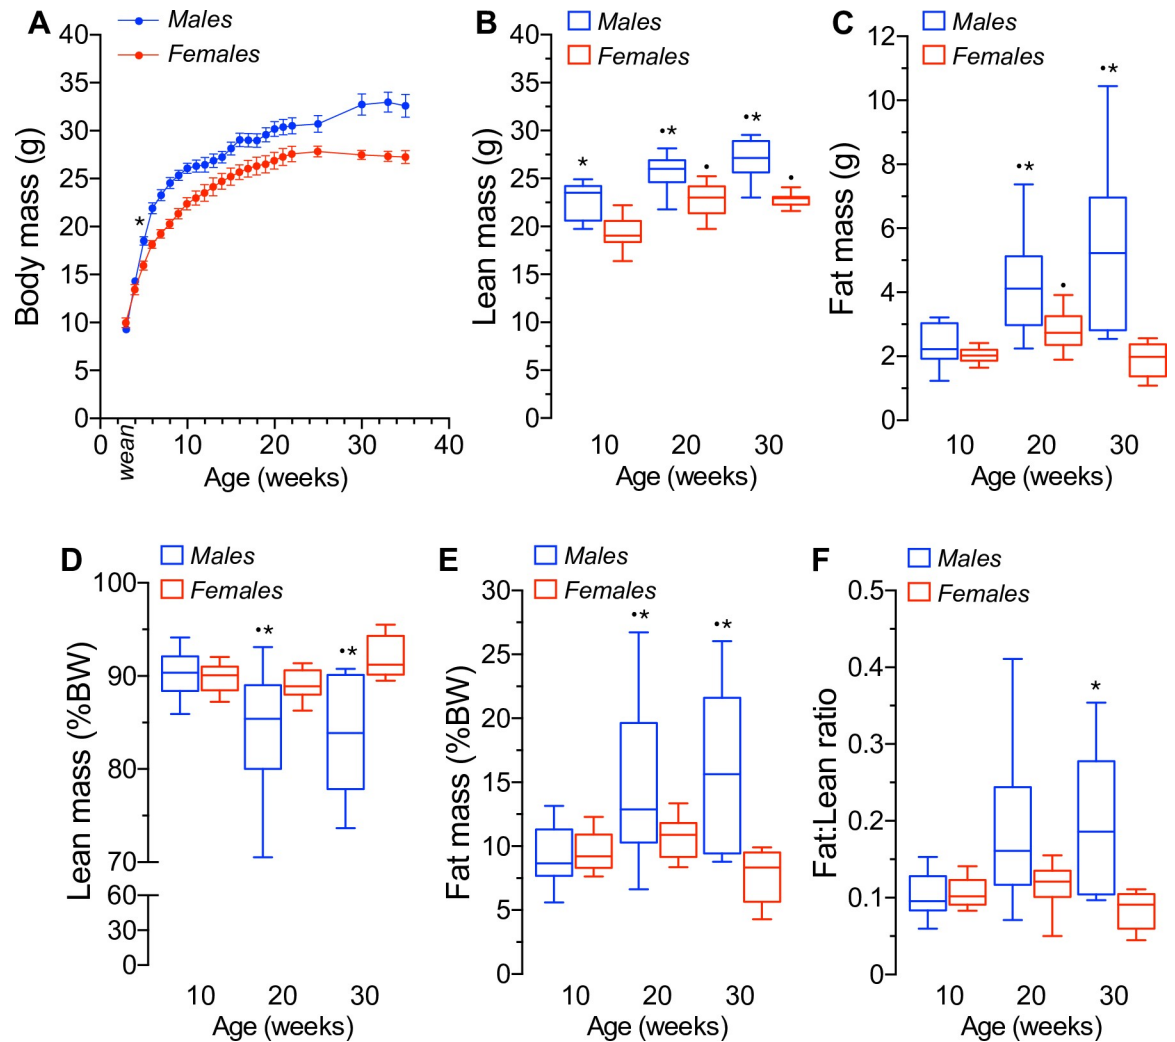 A
Males
Females
Body mass (g)
40
35
30
25
20
15
10
5
0
*
0
10
20
30
40
wean
Age (weeks)
B
Males
Females
Lean mass (g)
40
35
30
25
20
15
10
5
0
*
•*
•
•*
•
10
20
30
Age (weeks)
C
Males
Females
Fat mass (g)
12
10
8
6
4
2
0
•*
•
•*
10
20
30
Age (weeks)
D
Males
Females
Lean mass (%BW)
100
90
80
70
60
30
0
•*
•*
10
20
30
Age (weeks)
E
Males
Females
Fat mass (%BW)
30
25
20
15
10
5
0
•*
•*
10
20
30
Age (weeks)
F
Males
Females
Fat:Lean ratio
0.5
0.4
0.3
0.2
0.1
0
*
10
20
30
Age (weeks)